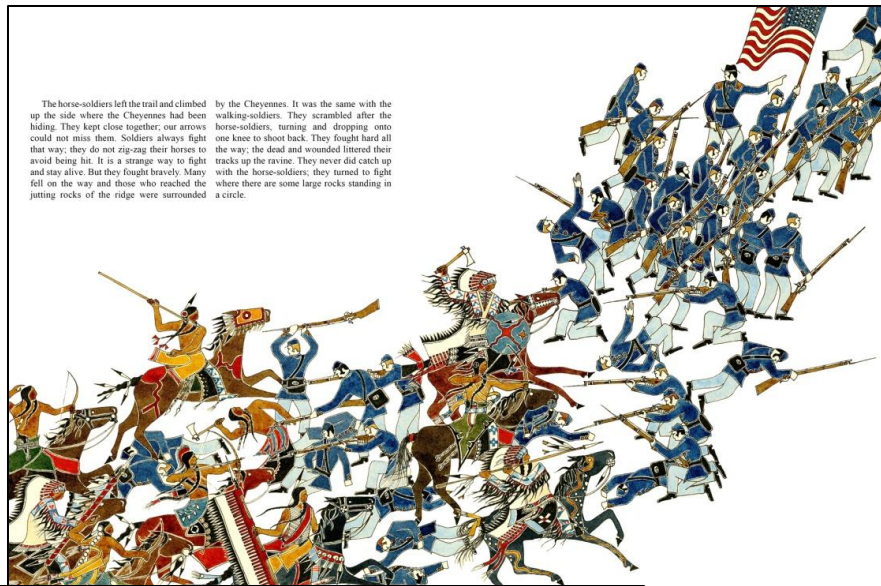 The horse-soldiers left the trail and climbed
up the side where the Cheyennes had been
hiding. They kept close together; our arrows
could not miss them. Soldiers always fight
that way; they do not zig-zag their horses to
avoid being hit. It is a strange way to fight
and stay alive. But they fought bravely. Many
fell on the way and those who reached the
jutting rocks of the ridge were surrounded
by the Cheyennes. It was the same with the
walking-soldiers. They scrambled after the
horse-soldiers, turning and dropping onto
one knee to shoot back. They fought hard all
the way; the dead and wounded littered their
tracks up the ravine. They never did catch up
with the horse-soldiers; they turned to fight
where there are some large rocks standing in
a circle.